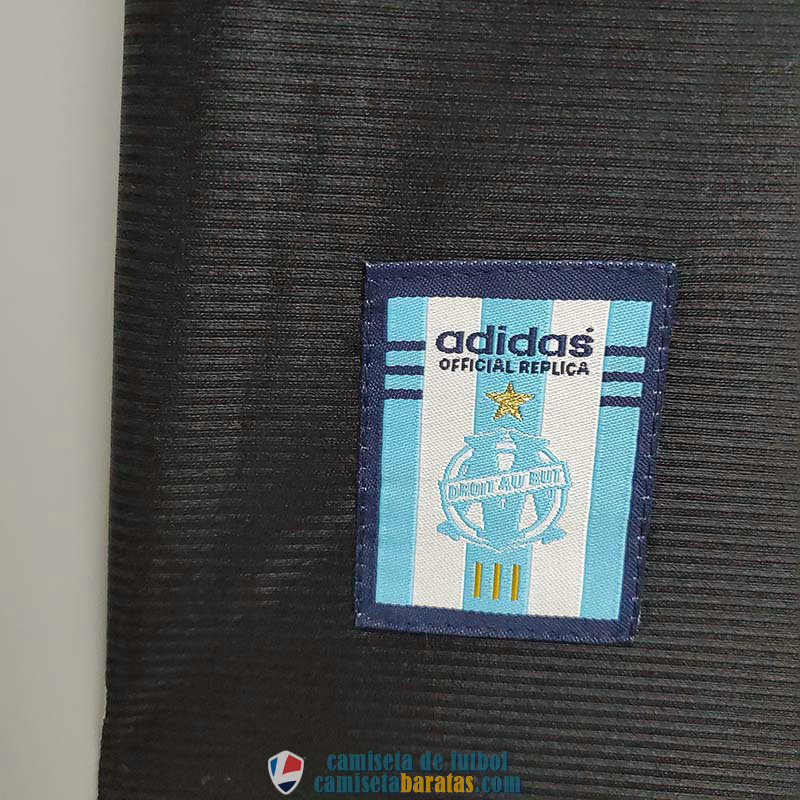 adidas
OFFICIAL REPLICA
DROIT AU BUT
camiseta de futbol
camisetabaratas.com